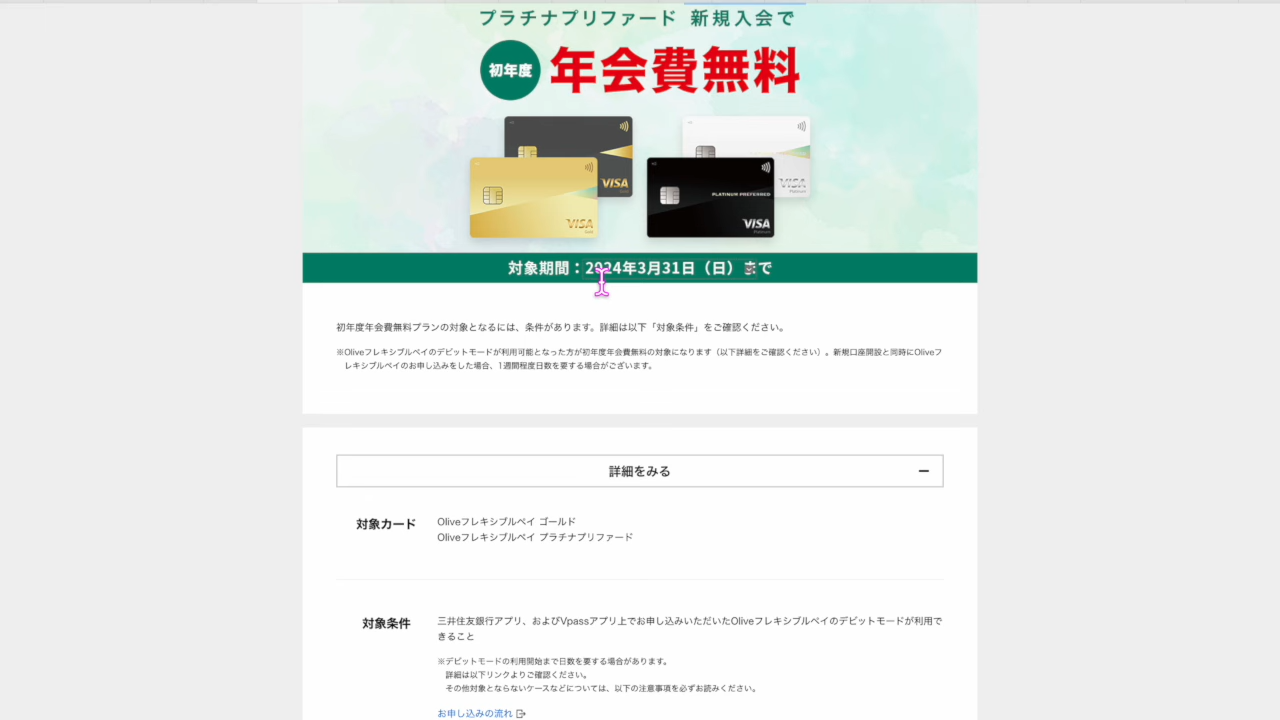 プラチナプリファード 新規入会で
初年度 年会費無料
VISA
VISA
VISA
PLATINUM PREFERRED
VISA
Platinum
対象期間：2024年3月31日（日）まで
初年度年会費無料プランの対象となるには、条件があります。詳細は以下「対象条件」をご確認ください。
※Oliveフレキシブルペイのデビットモードが利用可能となった方が初年度年会費無料の対象になります（以下詳細をご確認ください）。新規口座開設と同時にOliveフ
レキシブルペイのお申し込みをした場合、1週間程度日数を要する場合がございます。
詳細をみる
対象カード
Oliveフレキシブルペイ ゴールド
Oliveフレキシブルペイ プラチナプリファード
対象条件
三井住友銀行アプリ、およびVpassアプリ上でお申し込みいただいたOliveフレキシブルペイのデビットモードが利用で
きること
※デビットモードの利用開始まで日数を要する場合があります。
詳細は以下リンクよりご確認ください。
その他対象とならないケースなどについては、以下の注意事項を必ずお読みください。
お申し込みの流れ